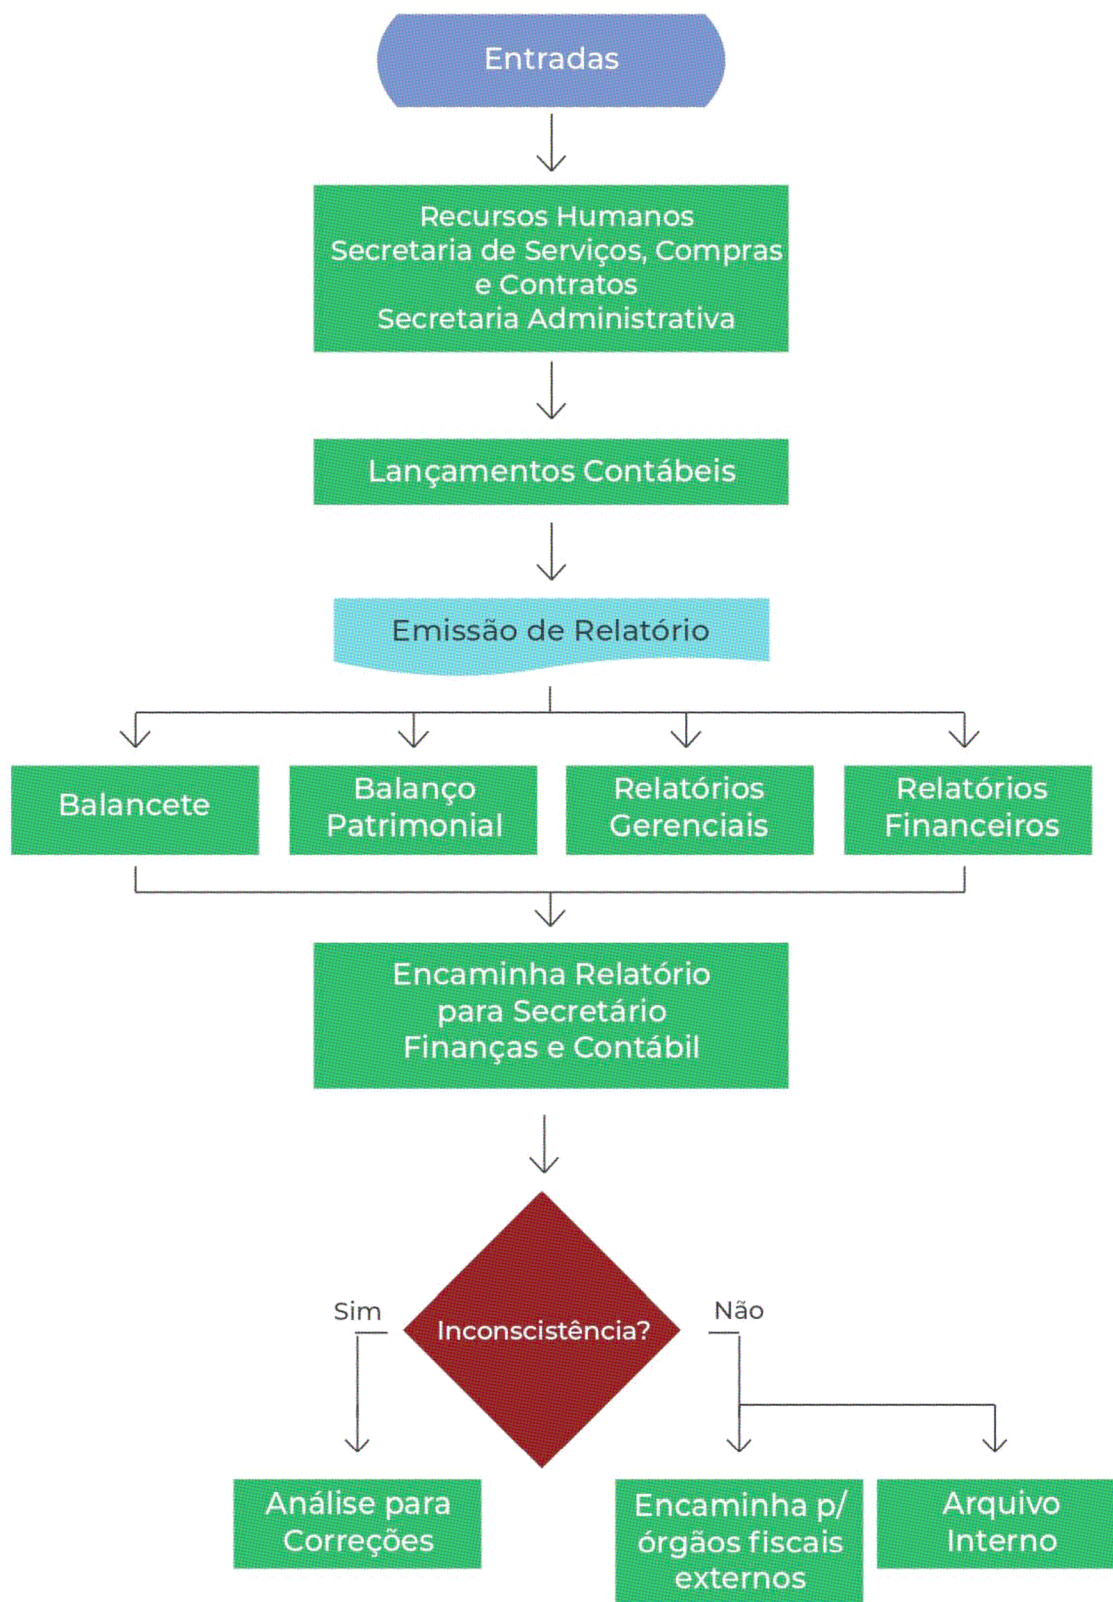 Entradas
Recursos Humanos
Secretaria de Serviços, Compras
e Contratos
Secretaria Administrativa
Lançamentos Contábeis
Emissão de Relatório
Balancete
Balanço
Patrimonial
Relatórios
Gerenciais
Relatórios
Financeiros
Encaminha Relatório
para Secretário
Finanças e Contábil
Sim
Inconscistência?
Não
Análise para
Correções
Encaminha p/
órgãos fiscais
externos
Arquivo
Interno